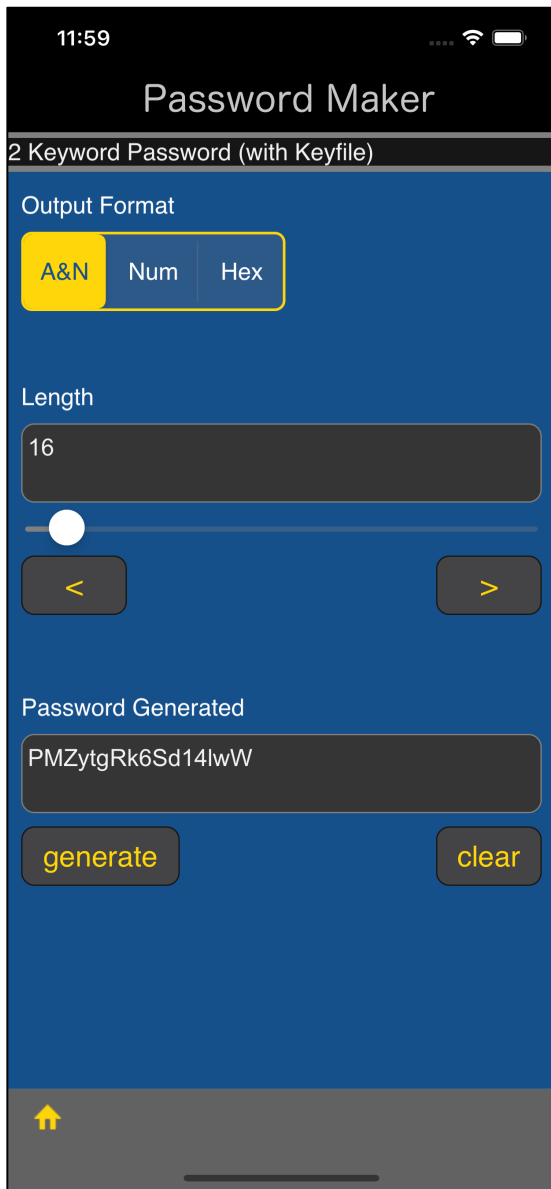 11:59
Password Maker
2 Keyword Password (with Keyfile)
Output Format
A&N Num Hex
Length
16
< >
Password Generated
PMZytgRk6Sd14lwW
generate clear